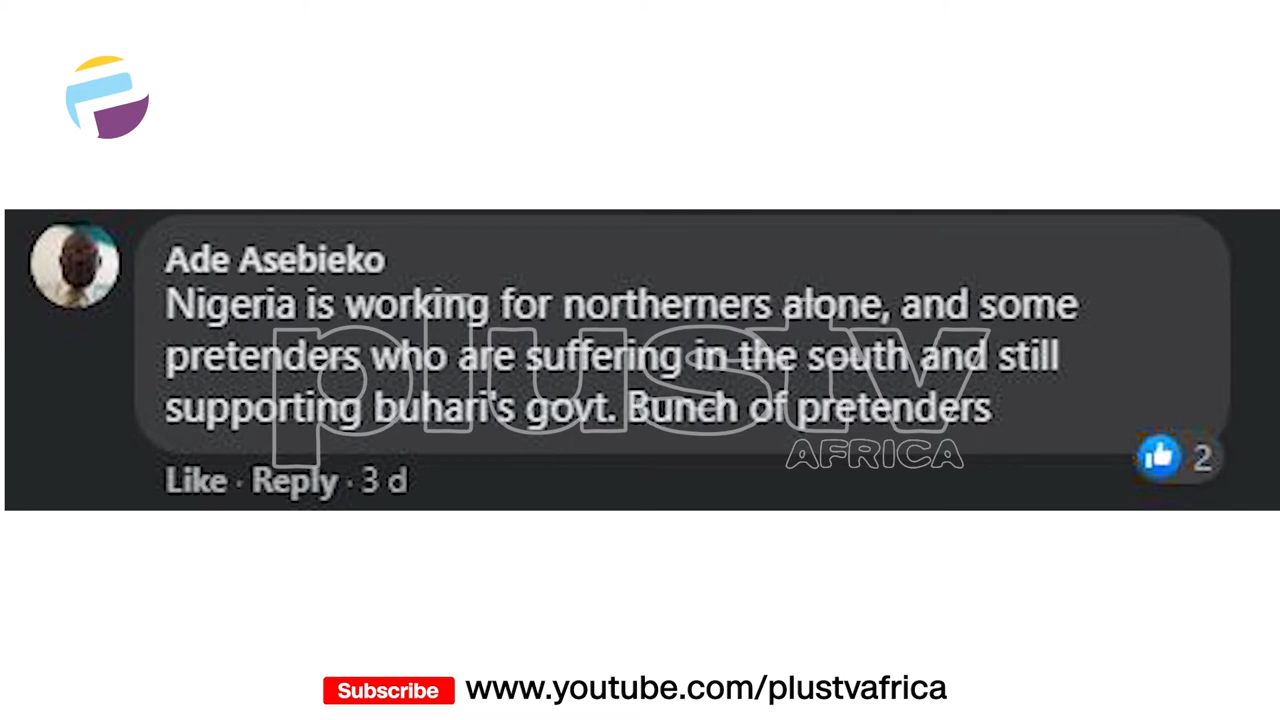 Ade Asebieko
Nigeria is working for northerners alone, and some
pretenders who are suffering in the south and still
supporting buhari's govt. Bunch of pretenders
plustv
AFRICA
2
Like · Reply · 3 d
Subscribe www.youtube.com/plustvafrica